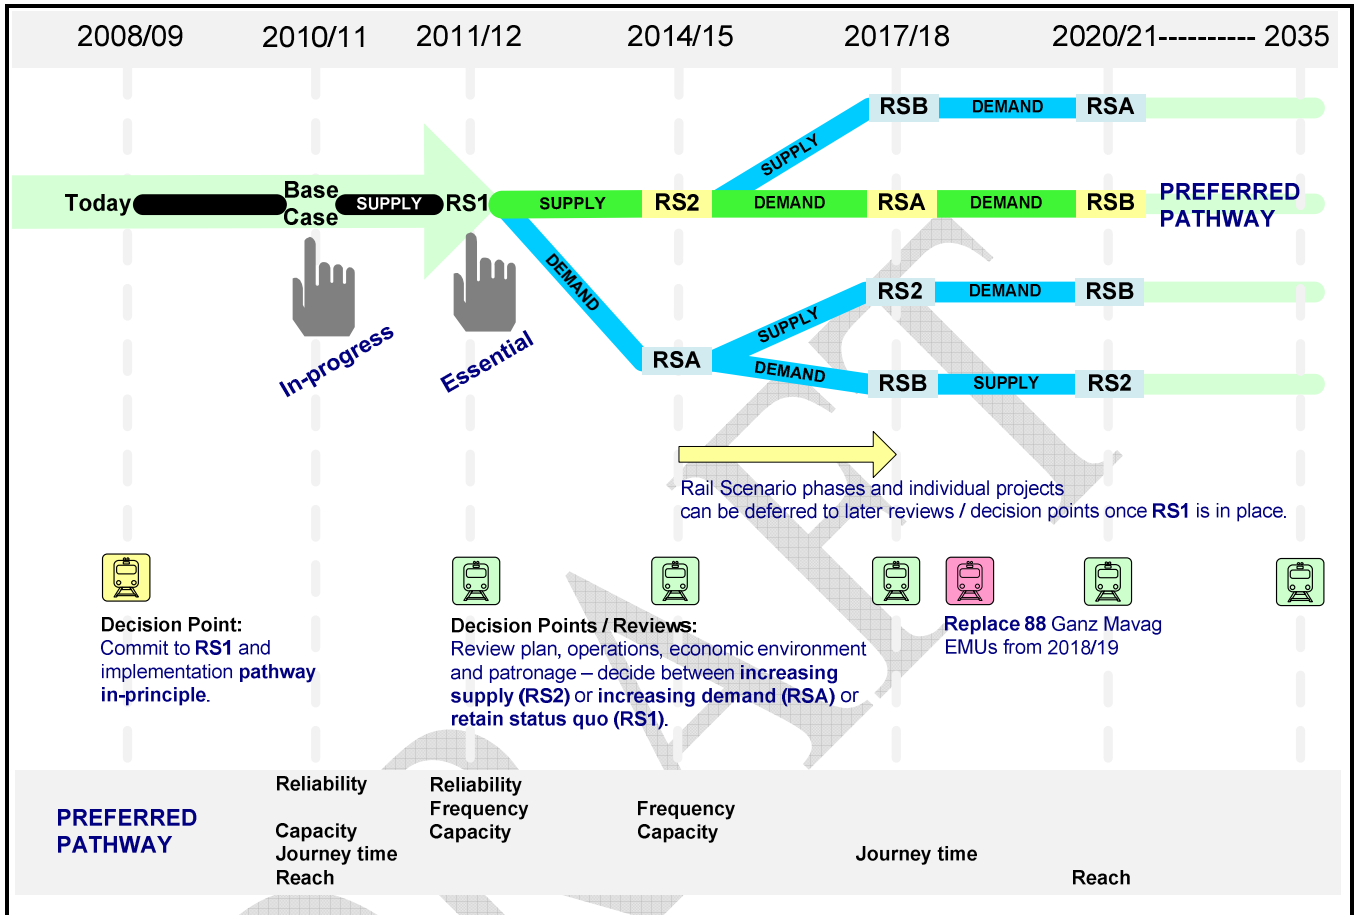 2008/09 2010/11 2011/12 2014/15 2017/18 2020/21---------- 2035
RSB DEMAND RSA
SUPPLY
Today Base Case SUPPLY RS1 SUPPLY RS2 DEMAND RSA DEMAND RSB PREFERRED PATHWAY
DEMAND
RS2 DEMAND RSB
SUPPLY
RSA
DEMAND
RSB SUPPLY RS2
In-progress
Essential
Rail Scenario phases and individual projects
can be deferred to later reviews / decision points once RS1 is in place.
Decision Point:
Commit to RS1 and
implementation pathway
in-principle.
Decision Points / Reviews:
Review plan, operations, economic environment
and patronage – decide between increasing
supply (RS2) or increasing demand (RSA) or
retain status quo (RS1).
Replace 88 Ganz Mavag
EMUs from 2018/19
PREFERRED
PATHWAY
Reliability
Capacity
Journey time
Reach
Reliability
Frequency
Capacity
Frequency
Capacity
Journey time
Reach
DRAFT